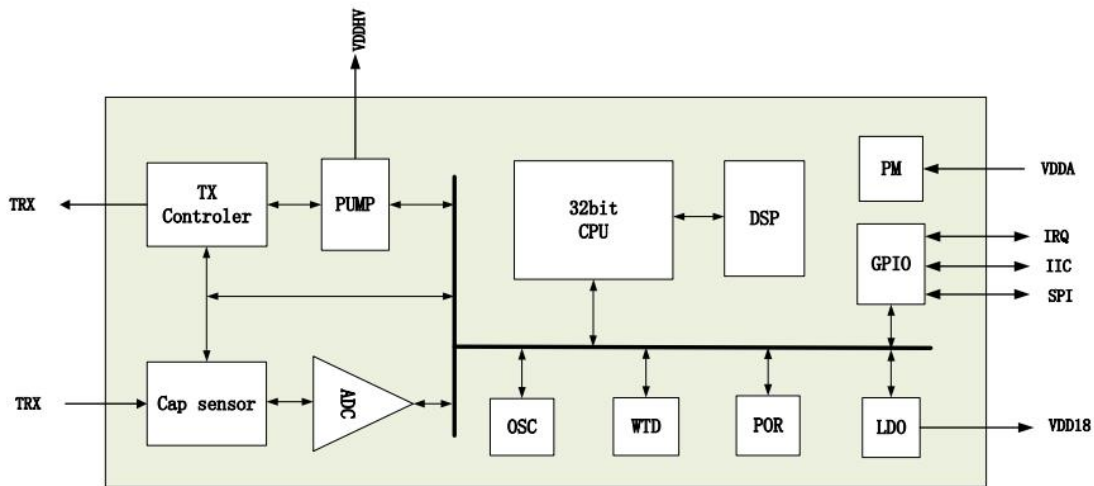 VDDHV
TRX
TX
Controler
PUMP
32bit
CPU
DSP
PM
VDDA
GPIO
IRQ
IIC
SPI
TRX
Cap sensor
ADC
OSC
WTD
POR
LDO
VDD18